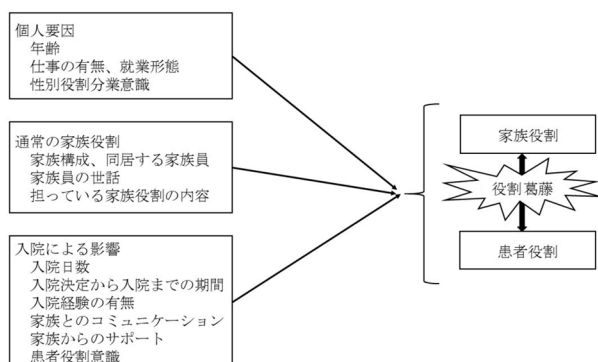 個人要因
年齢
仕事の有無、就業形態
性別役割分業意識
通常の家族役割
家族構成、同居する家族員
家族員の世話
担っている家族役割の内容
入院による影響
入院日数
入院決定から入院までの期間
入院経験の有無
家族とのコミュニケーション
家族からのサポート
患者役割意識
家族役割
役割葛藤
患者役割